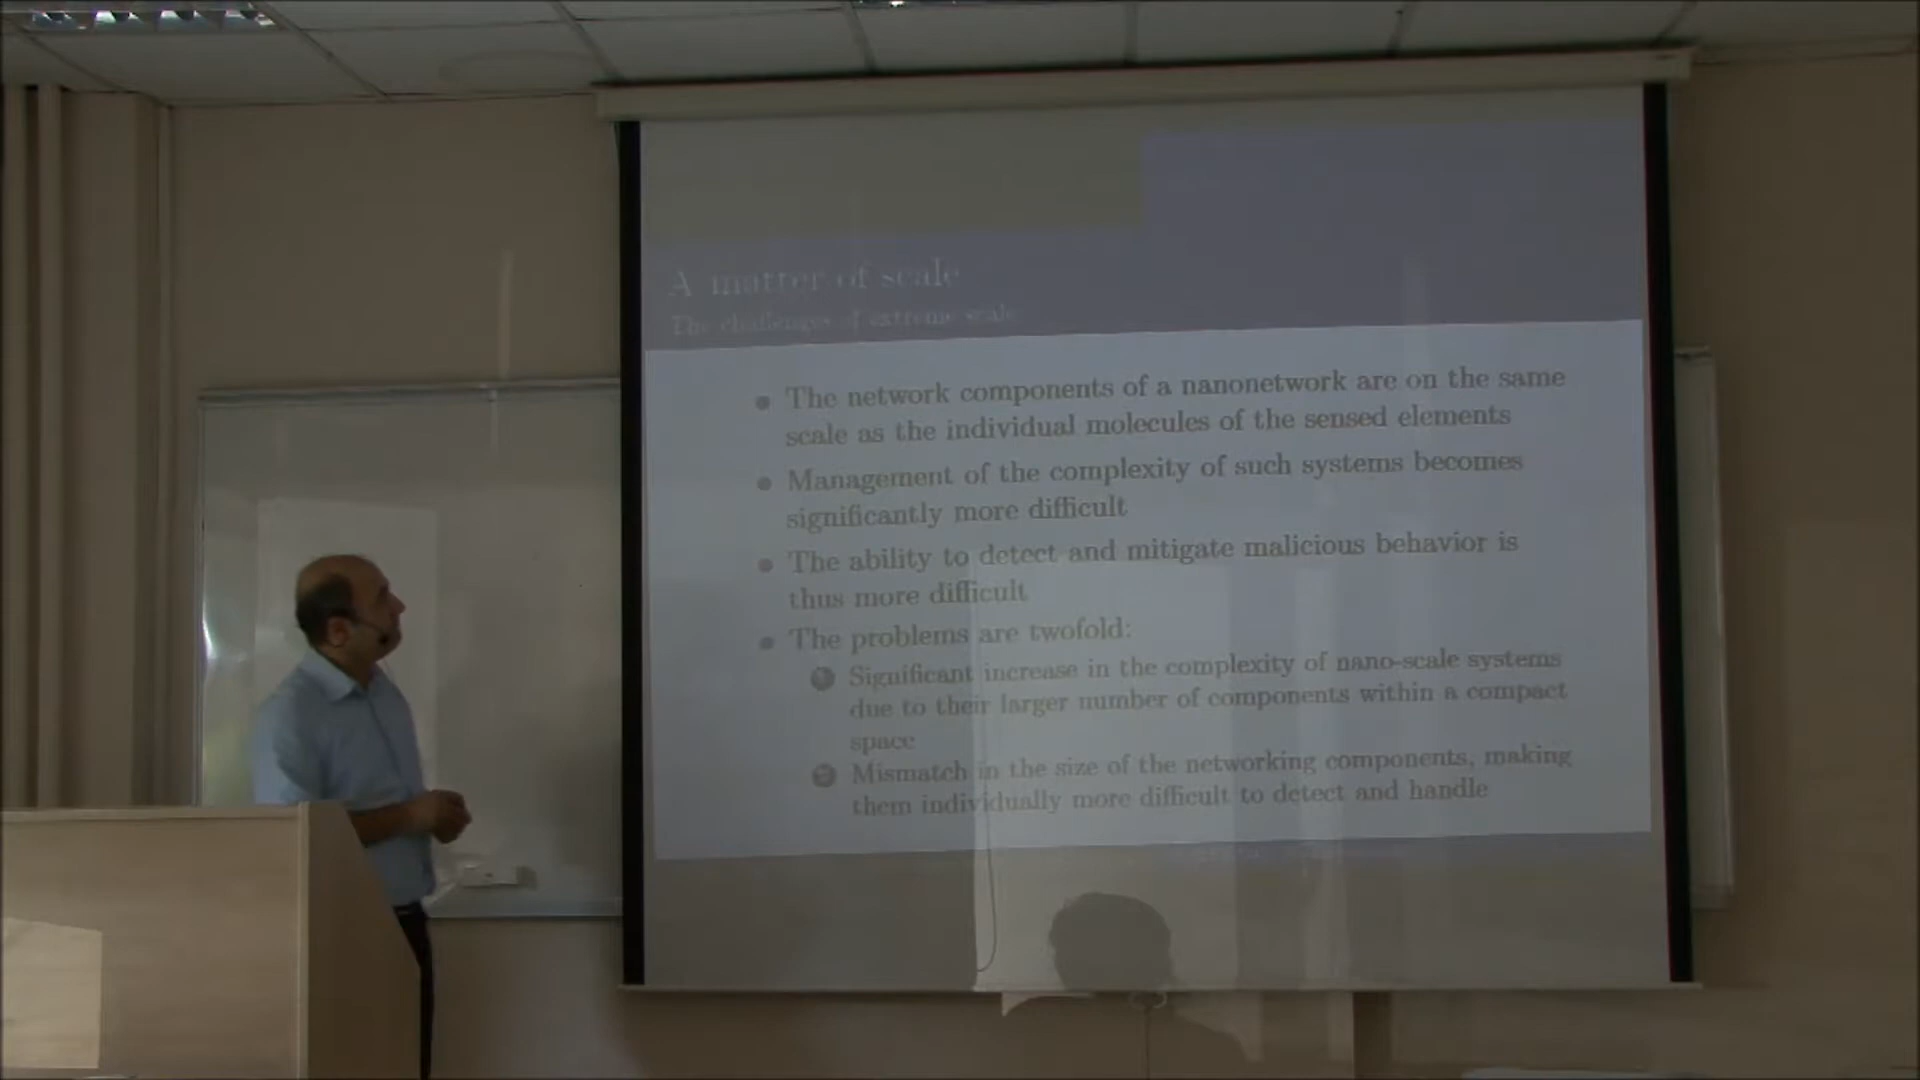 A matter of scale
The challenges of extreme scale
The network components of a nanonetwork are on the same
scale as the individual molecules of the sensed elements
Management of the complexity of such systems becomes
significantly more difficult
The ability to detect and mitigate malicious behavior is
thus more difficult
The problems are twofold:
1 Significant increase in the complexity of nano-scale systems
due to their larger number of components within a compact
space
2 Mismatch in the size of the networking components, making
them individually more difficult to detect and handle